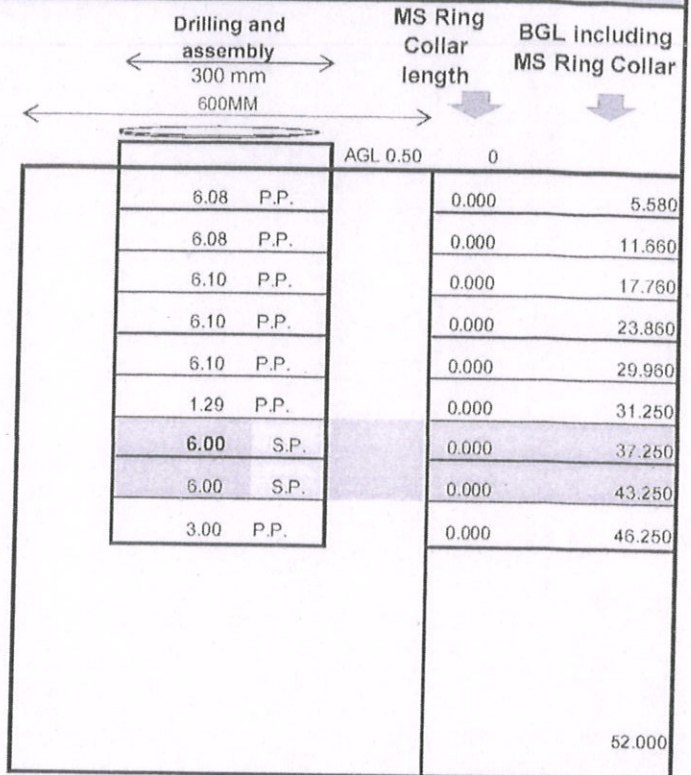 Drilling and assembly
300 mm
600MM
MS Ring Collar length
BGL including MS Ring Collar
AGL 0.50 0
6.08 P.P. 0.000 5.580
6.08 P.P. 0.000 11.660
6.10 P.P. 0.000 17.760
6.10 P.P. 0.000 23.860
6.10 P.P. 0.000 29.960
1.29 P.P. 0.000 31.250
6.00 S.P. 0.000 37.250
6.00 S.P. 0.000 43.250
3.00 P.P. 0.000 46.250
52.000